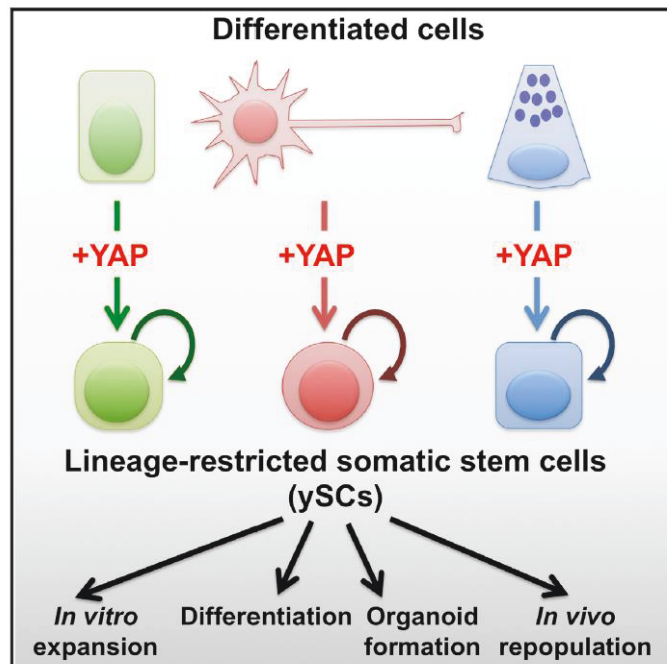 Differentiated cells
+YAP +YAP +YAP
Lineage-restricted somatic stem cells
(ySCs)
In vitro Differentiation Organoid In vivo
expansion formation repopulation